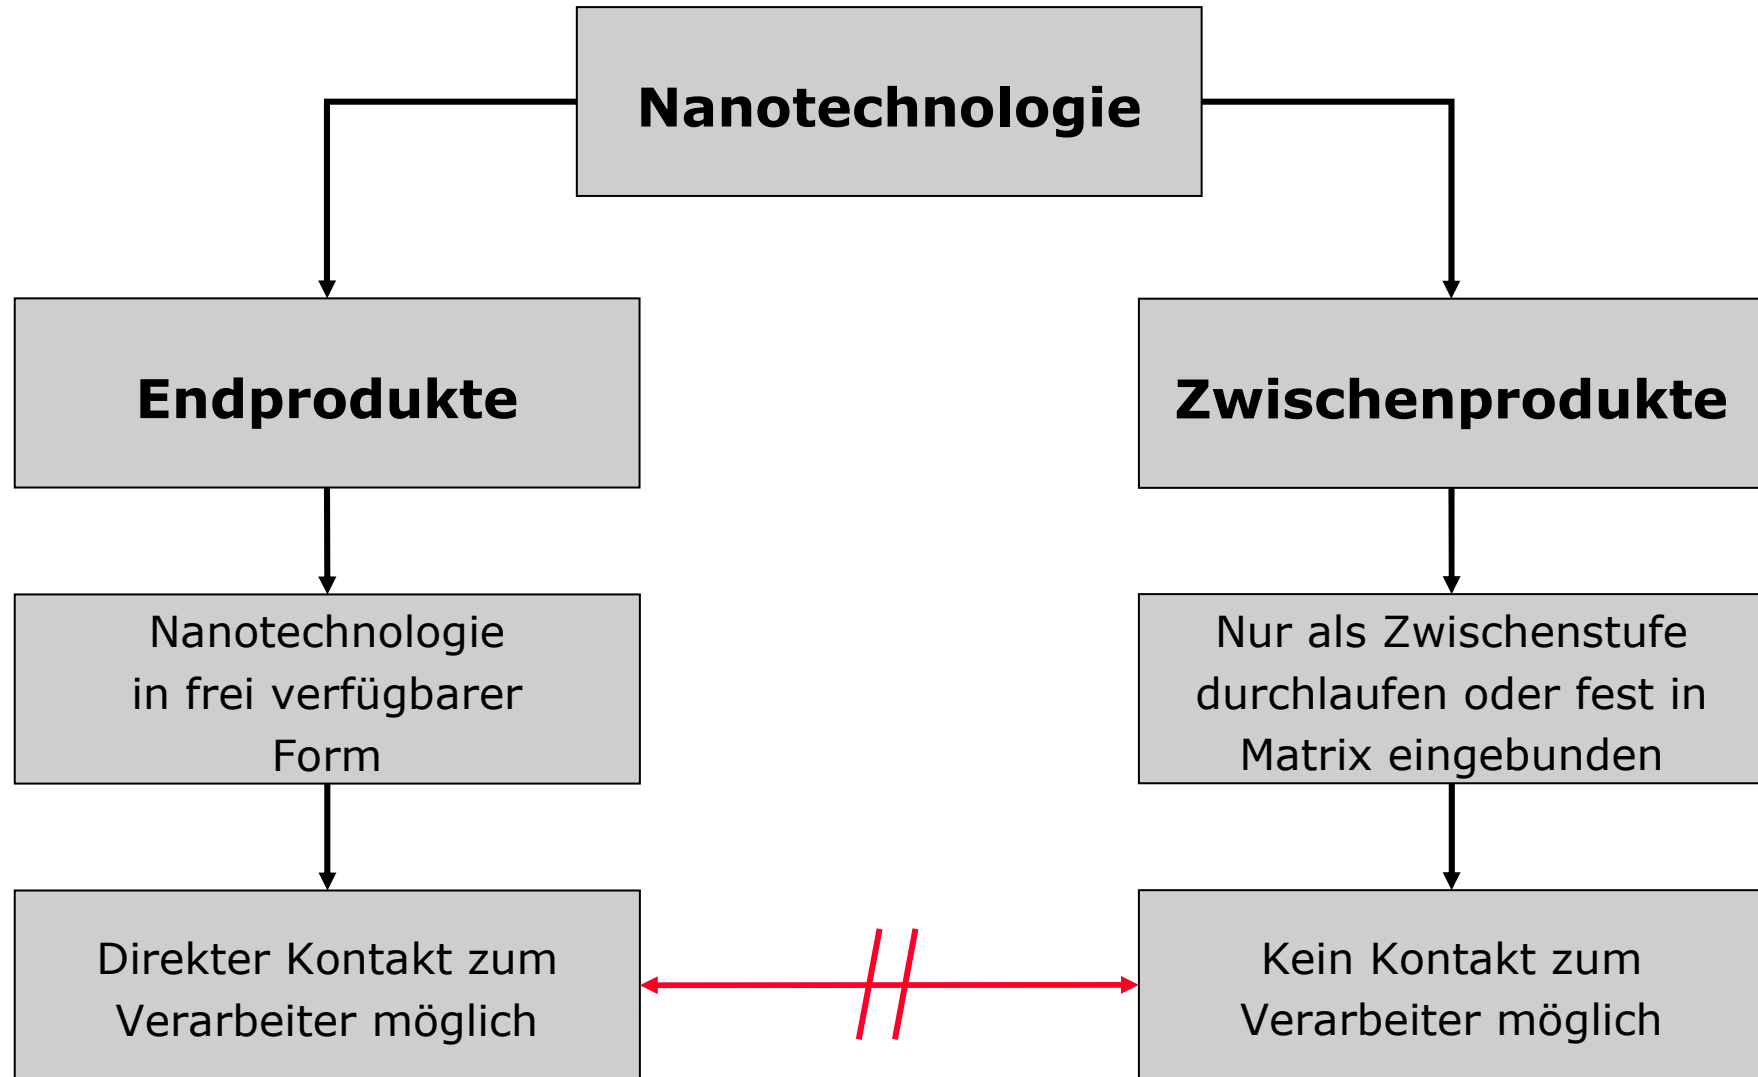 Nanotechnologie
Endprodukte
Zwischenprodukte
Nanotechnologie
in frei verfügbarer
Form
Nur als Zwischenstufe
durchlaufen oder fest in
Matrix eingebunden
Direkter Kontakt zum
Verarbeiter möglich
Kein Kontakt zum
Verarbeiter möglich